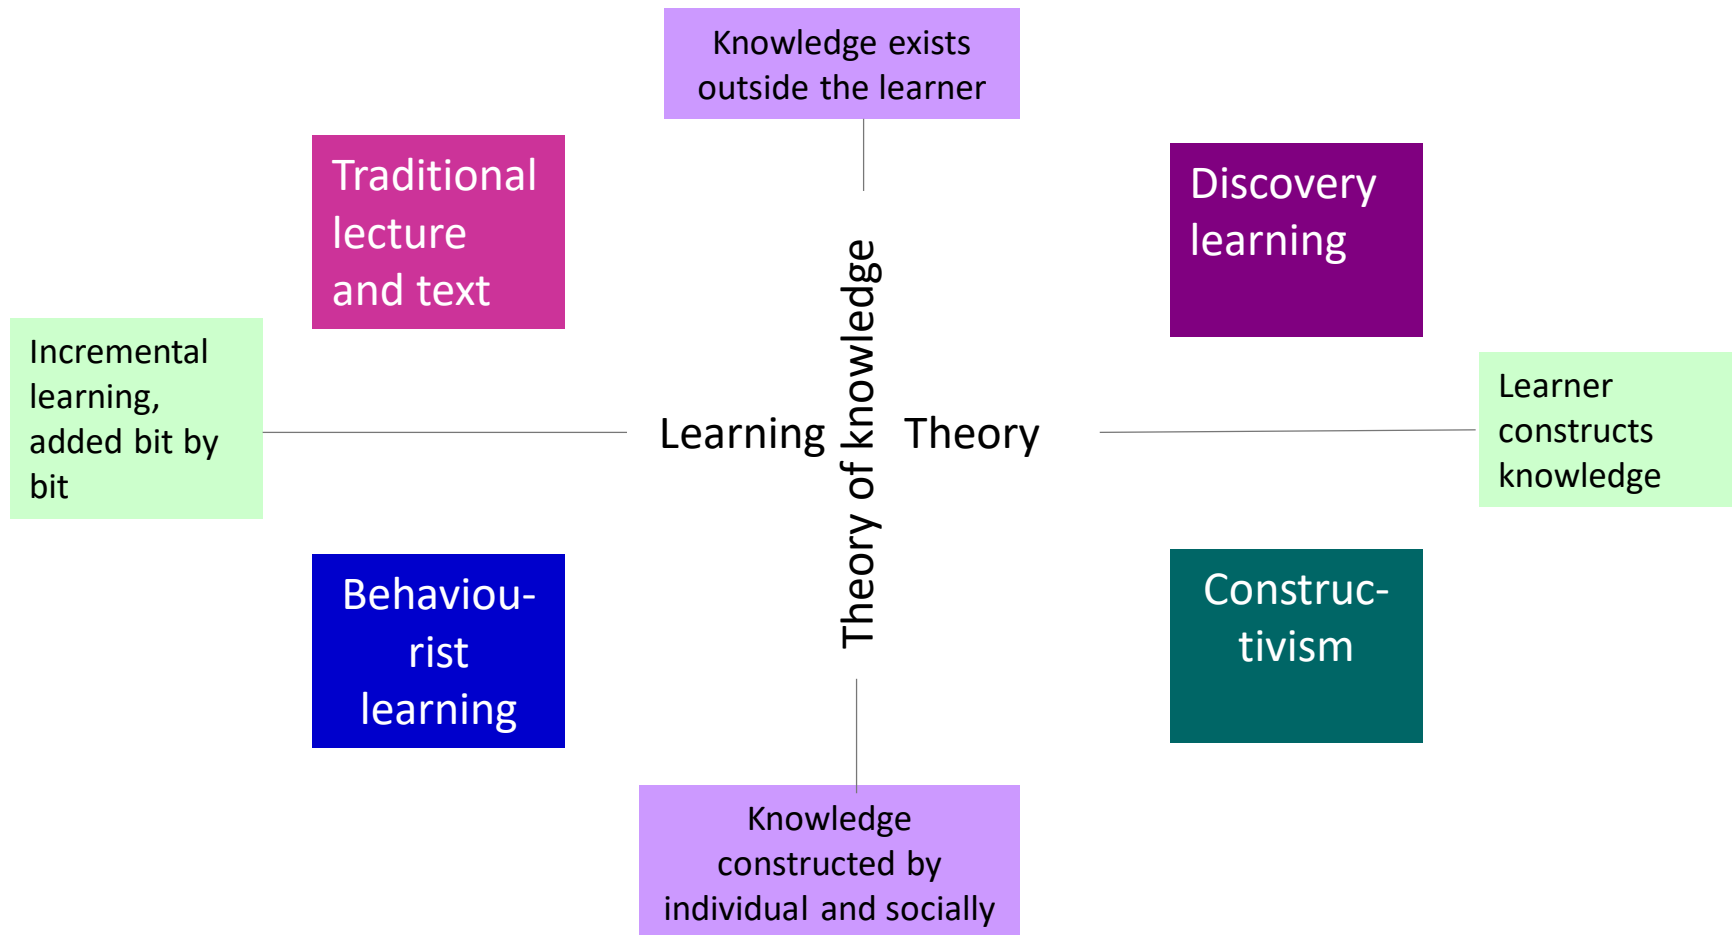 Knowledge exists
outside the learner
Traditional
lecture
and text
Discovery
learning
Incremental
learning,
added bit by
bit
Learning
Theory of knowledge
Theory
Learner
constructs
knowledge
Behaviou-
rist
learning
Construc-
tivism
Knowledge
constructed by
individual and socially